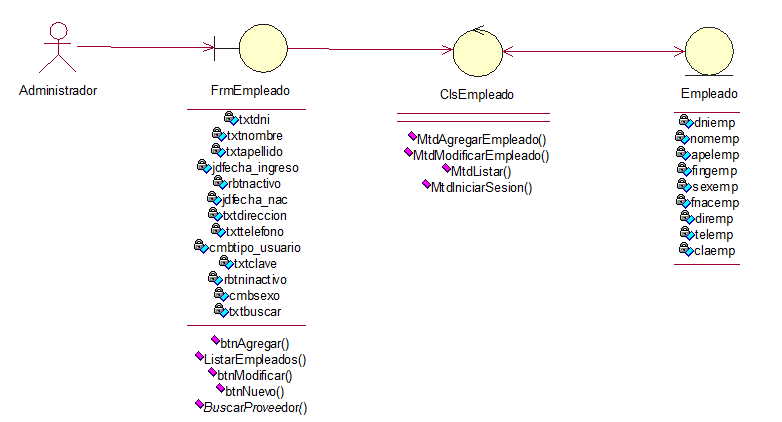 Administrador
FrmEmpleado
txtdni
txtnombre
txtapellido
jdfecha_ingreso
rbtnactivo
jdfecha_nac
txtdireccion
txttelefono
cmbtipo_usuario
txtclave
rbtninactivo
cmbsexo
txtbuscar
btnAgregar()
ListarEmpleados()
btnModificar()
btnNuevo()
BuscarProveedor()
ClsEmpleado
MtdAgregarEmpleado()
MtdModificarEmpleado()
MtdListar()
MtdIniciarSesion()
Empleado
dniemp
nomemp
apelemp
fingemp
sexemp
fnacemp
diremp
telemp
claemp